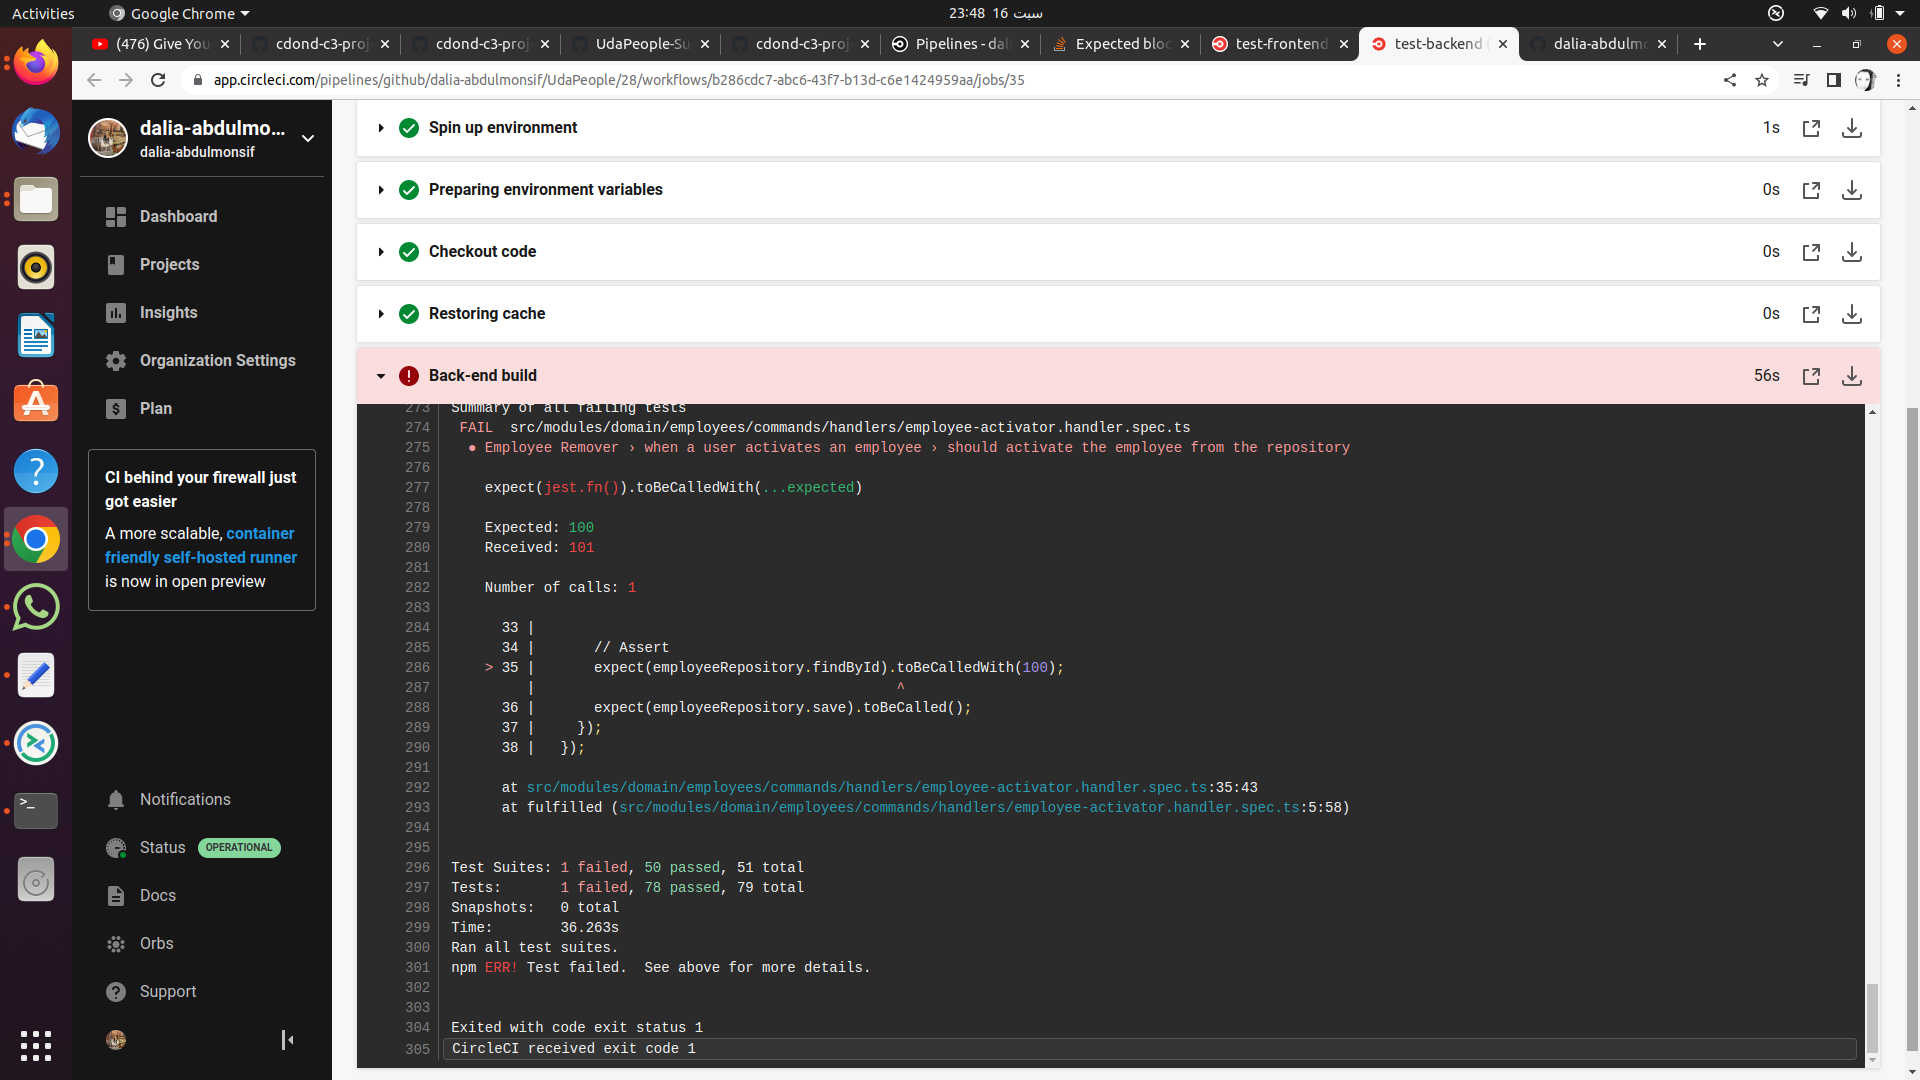 Activities
Google Chrome
23:48 16 سبت
(476) Give You
cdond-c3-proj
cdond-c3-proj
UdaPeople-Su
cdond-c3-proj
Pipelines - dali
Expected bloc
test-frontend
test-backend (
dalia-abdulmo
app.circleci.com/pipelines/github/dalia-abdulmonsif/UdaPeople/28/workflows/b286cdc7-abc6-43f7-b13d-c6e1424959aa/jobs/35
dalia-abdulmo...
dalia-abdulmonsif
Dashboard
Projects
Insights
Organization Settings
Plan
CI behind your firewall just
got easier
A more scalable, container
friendly self-hosted runner
is now in open preview
Notifications
Status OPERATIONAL
Docs
Orbs
Support
Spin up environment 1s
Preparing environment variables 0s
Checkout code 0s
Restoring cache 0s
Back-end build 56s
273 Summary of all failing tests
274 FAIL src/modules/domain/employees/commands/handlers/employee-activator.handler.spec.ts
275 ● Employee Remover › when a user activates an employee › should activate the employee from the repository
276
277 expect(jest.fn()).toBeCalledWith(...expected)
278
279 Expected: 100
280 Received: 101
281
282 Number of calls: 1
283
284 33 |
285 34 | // Assert
286 > 35 | expect(employeeRepository.findById).toBeCalledWith(100);
287 | ^
288 36 | expect(employeeRepository.save).toBeCalled();
289 37 | });
290 38 | });
291
292 at src/modules/domain/employees/commands/handlers/employee-activator.handler.spec.ts:35:43
293 at fulfilled (src/modules/domain/employees/commands/handlers/employee-activator.handler.spec.ts:5:58)
294
295
296 Test Suites: 1 failed, 50 passed, 51 total
297 Tests: 1 failed, 78 passed, 79 total
298 Snapshots: 0 total
299 Time: 36.263s
300 Ran all test suites.
301 npm ERR! Test failed. See above for more details.
302
303
304 Exited with code exit status 1
305 CircleCI received exit code 1